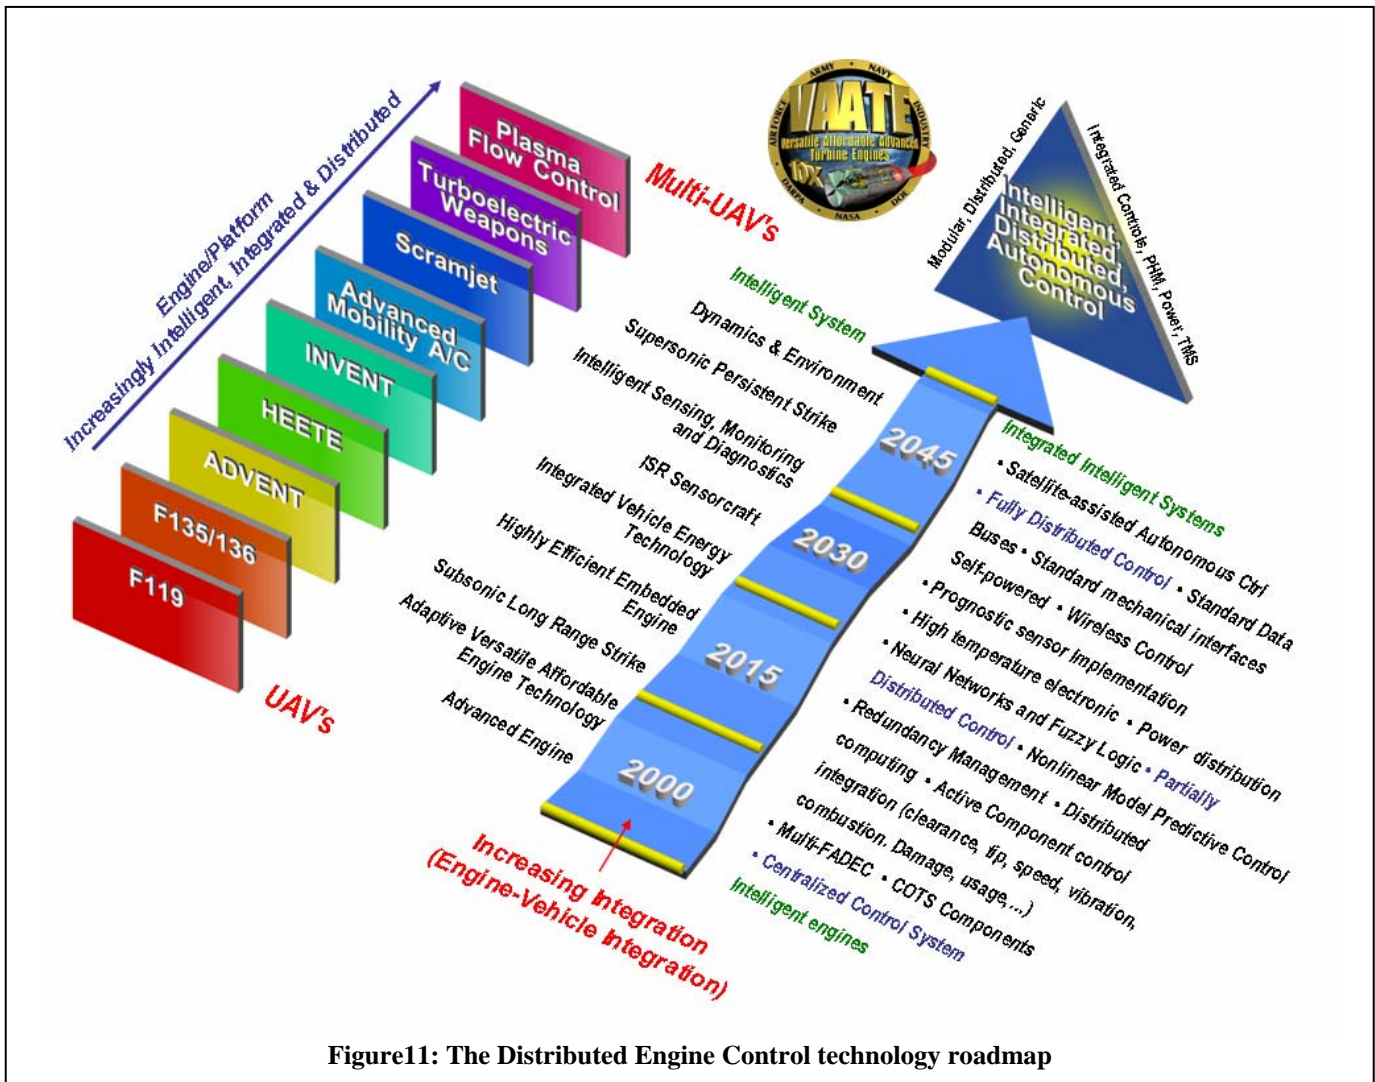 Engine/Platform
Increasingly Intelligent, Integrated & Distributed
Plasma
Flow Control
Turboelectric
Weapons
Scramjet
Advanced
Mobility A/C
INVENT
HEETE
ADVENT
F135/136
F119
Multi-UAV's
UAV's
ARMY • NAVY
AIR FORCE
INDUSTRY
VAATE
Versatile Affordable Advanced
Turbine Engines
10X
DARPA • NASA • DOE
Modular, Distributed, Generic
Integrated Controls, PHM, Power, TMS
Intelligent,
Integrated,
Distributed,
Autonomous
Control
Intelligent System
Dynamics & Environment
Supersonic Persistent Strike
Intelligent Sensing, Monitoring
and Diagnostics
ISR Sensorcraft
Integrated Vehicle Energy
Technology
Highly Efficient Embedded
Engine
Subsonic Long Range Strike
Adaptive Versatile Affordable
Engine Technology
Advanced Engine
2045
2030
2015
2000
Increasing Integration
(Engine-Vehicle Integration)
Integrated Intelligent Systems
• Satellite-assisted Autonomous Ctrl
• Fully Distributed Control • Standard Data
Buses • Standard mechanical interfaces
Self-powered • Wireless Control
• Prognostic sensor Implementation
• High temperature electronic • Power distribution
• Neural Networks and Fuzzy Logic • Partially
Distributed Control • Nonlinear Model Predictive Control
• Redundancy Management • Distributed
computing • Active Component control
integration (clearance, tip, speed, vibration,
combustion. Damage, usage,...)
• Multi-FADEC • COTS Components
• Centralized Control System
Intelligent engines
Figure11: The Distributed Engine Control technology roadmap